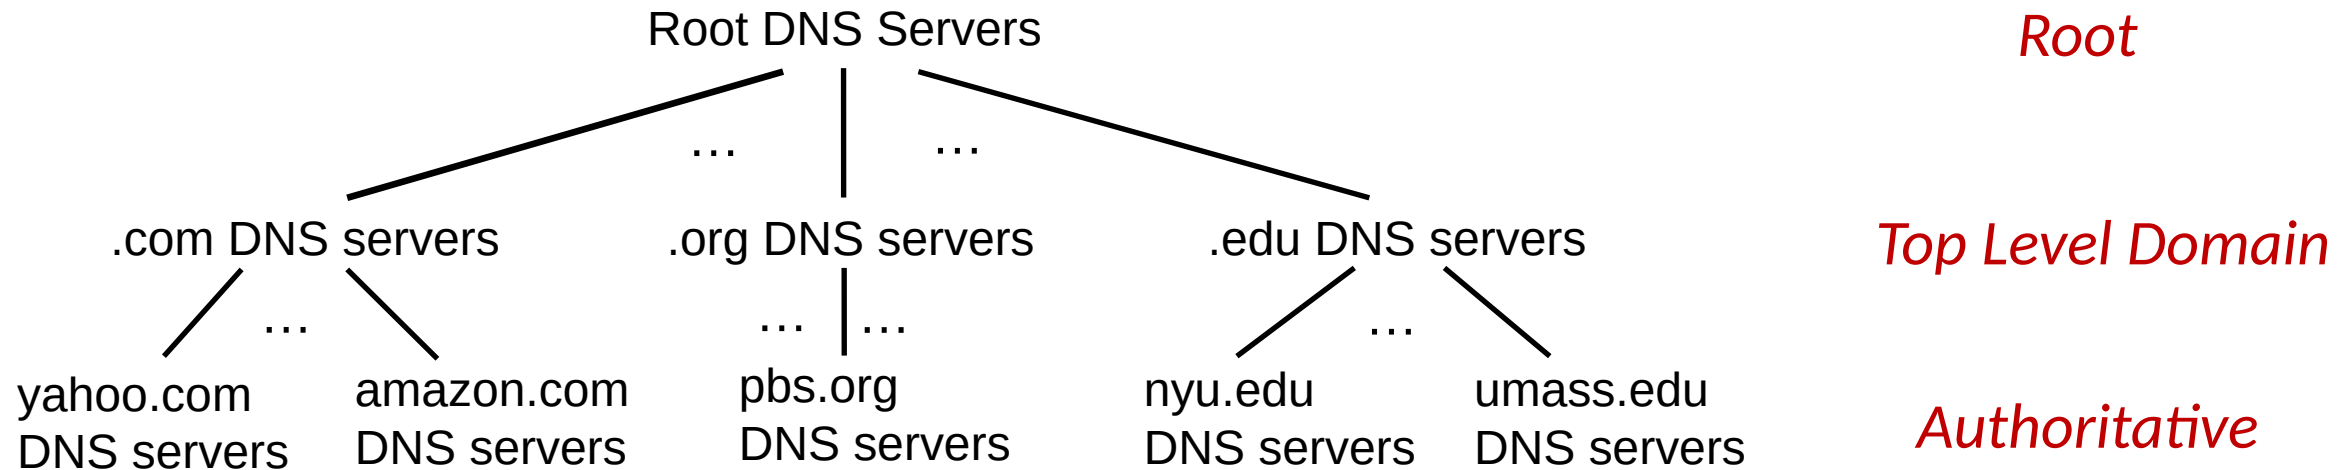 Root DNS Servers
Root
…
…
.com DNS servers
.org DNS servers
.edu DNS servers
Top Level Domain
…
…
…
…
yahoo.com
DNS servers
amazon.com
DNS servers
pbs.org
DNS servers
nyu.edu
DNS servers
umass.edu
DNS servers
Authoritative